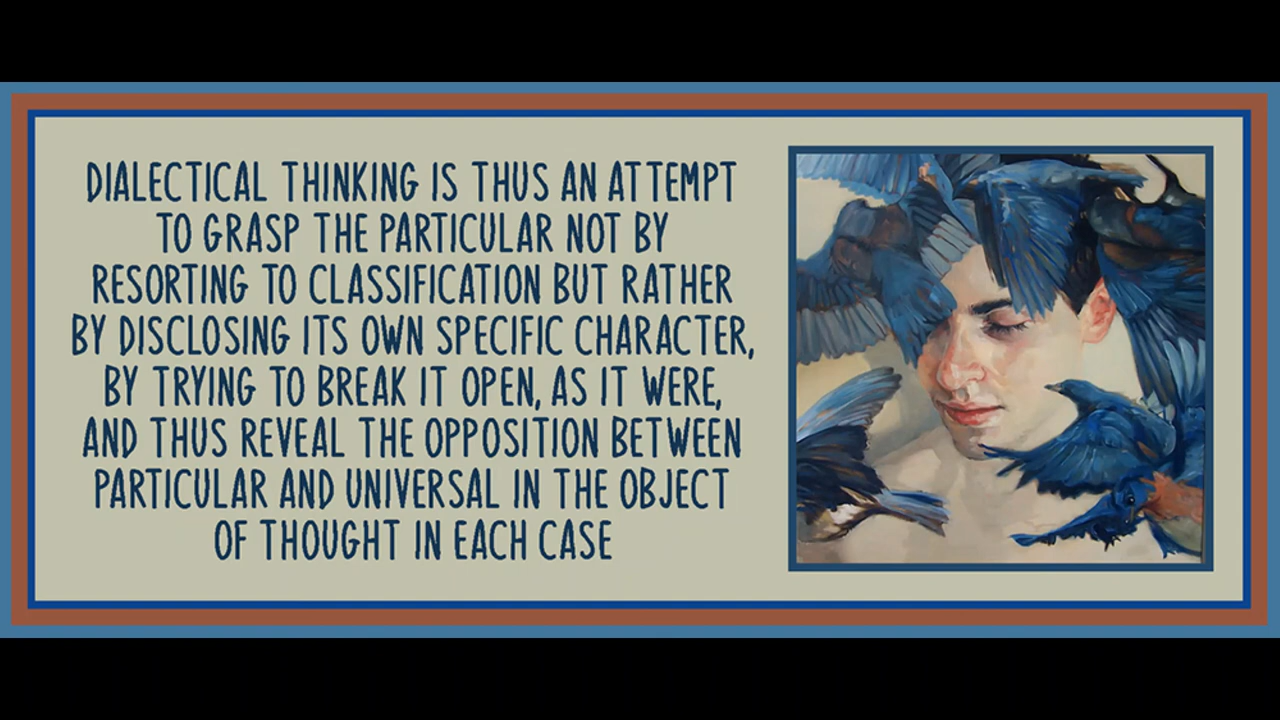 DIALECTICAL THINKING IS THUS AN ATTEMPT
TO GRASP THE PARTICULAR NOT BY
RESORTING TO CLASSIFICATION BUT RATHER
BY DISCLOSING ITS OWN SPECIFIC CHARACTER,
BY TRYING TO BREAK IT OPEN, AS IT WERE,
AND THUS REVEAL THE OPPOSITION BETWEEN
PARTICULAR AND UNIVERSAL IN THE OBJECT
OF THOUGHT IN EACH CASE